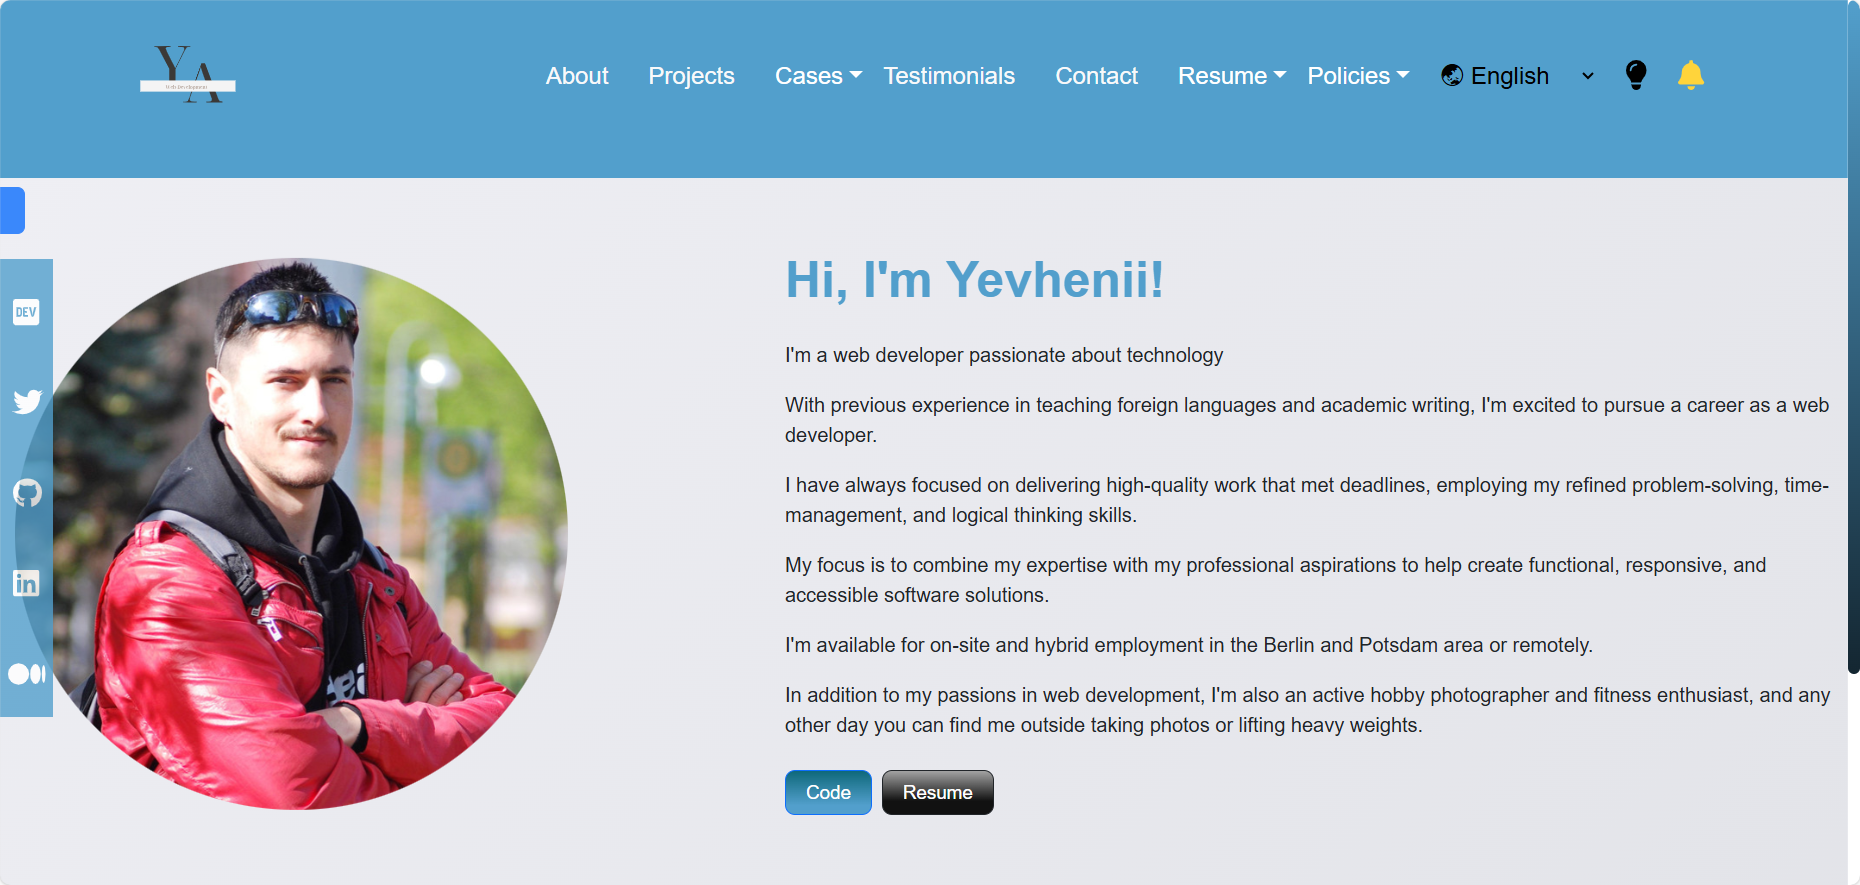 YA
Web Development
About Projects Cases Testimonials Contact Resume Policies English
DEV
in
Hi, I'm Yevhenii!
I'm a web developer passionate about technology
With previous experience in teaching foreign languages and academic writing, I'm excited to pursue a career as a web
developer.
I have always focused on delivering high-quality work that met deadlines, employing my refined problem-solving, time-
management, and logical thinking skills.
My focus is to combine my expertise with my professional aspirations to help create functional, responsive, and
accessible software solutions.
I'm available for on-site and hybrid employment in the Berlin and Potsdam area or remotely.
In addition to my passions in web development, I'm also an active hobby photographer and fitness enthusiast, and any
other day you can find me outside taking photos or lifting heavy weights.
Code Resume